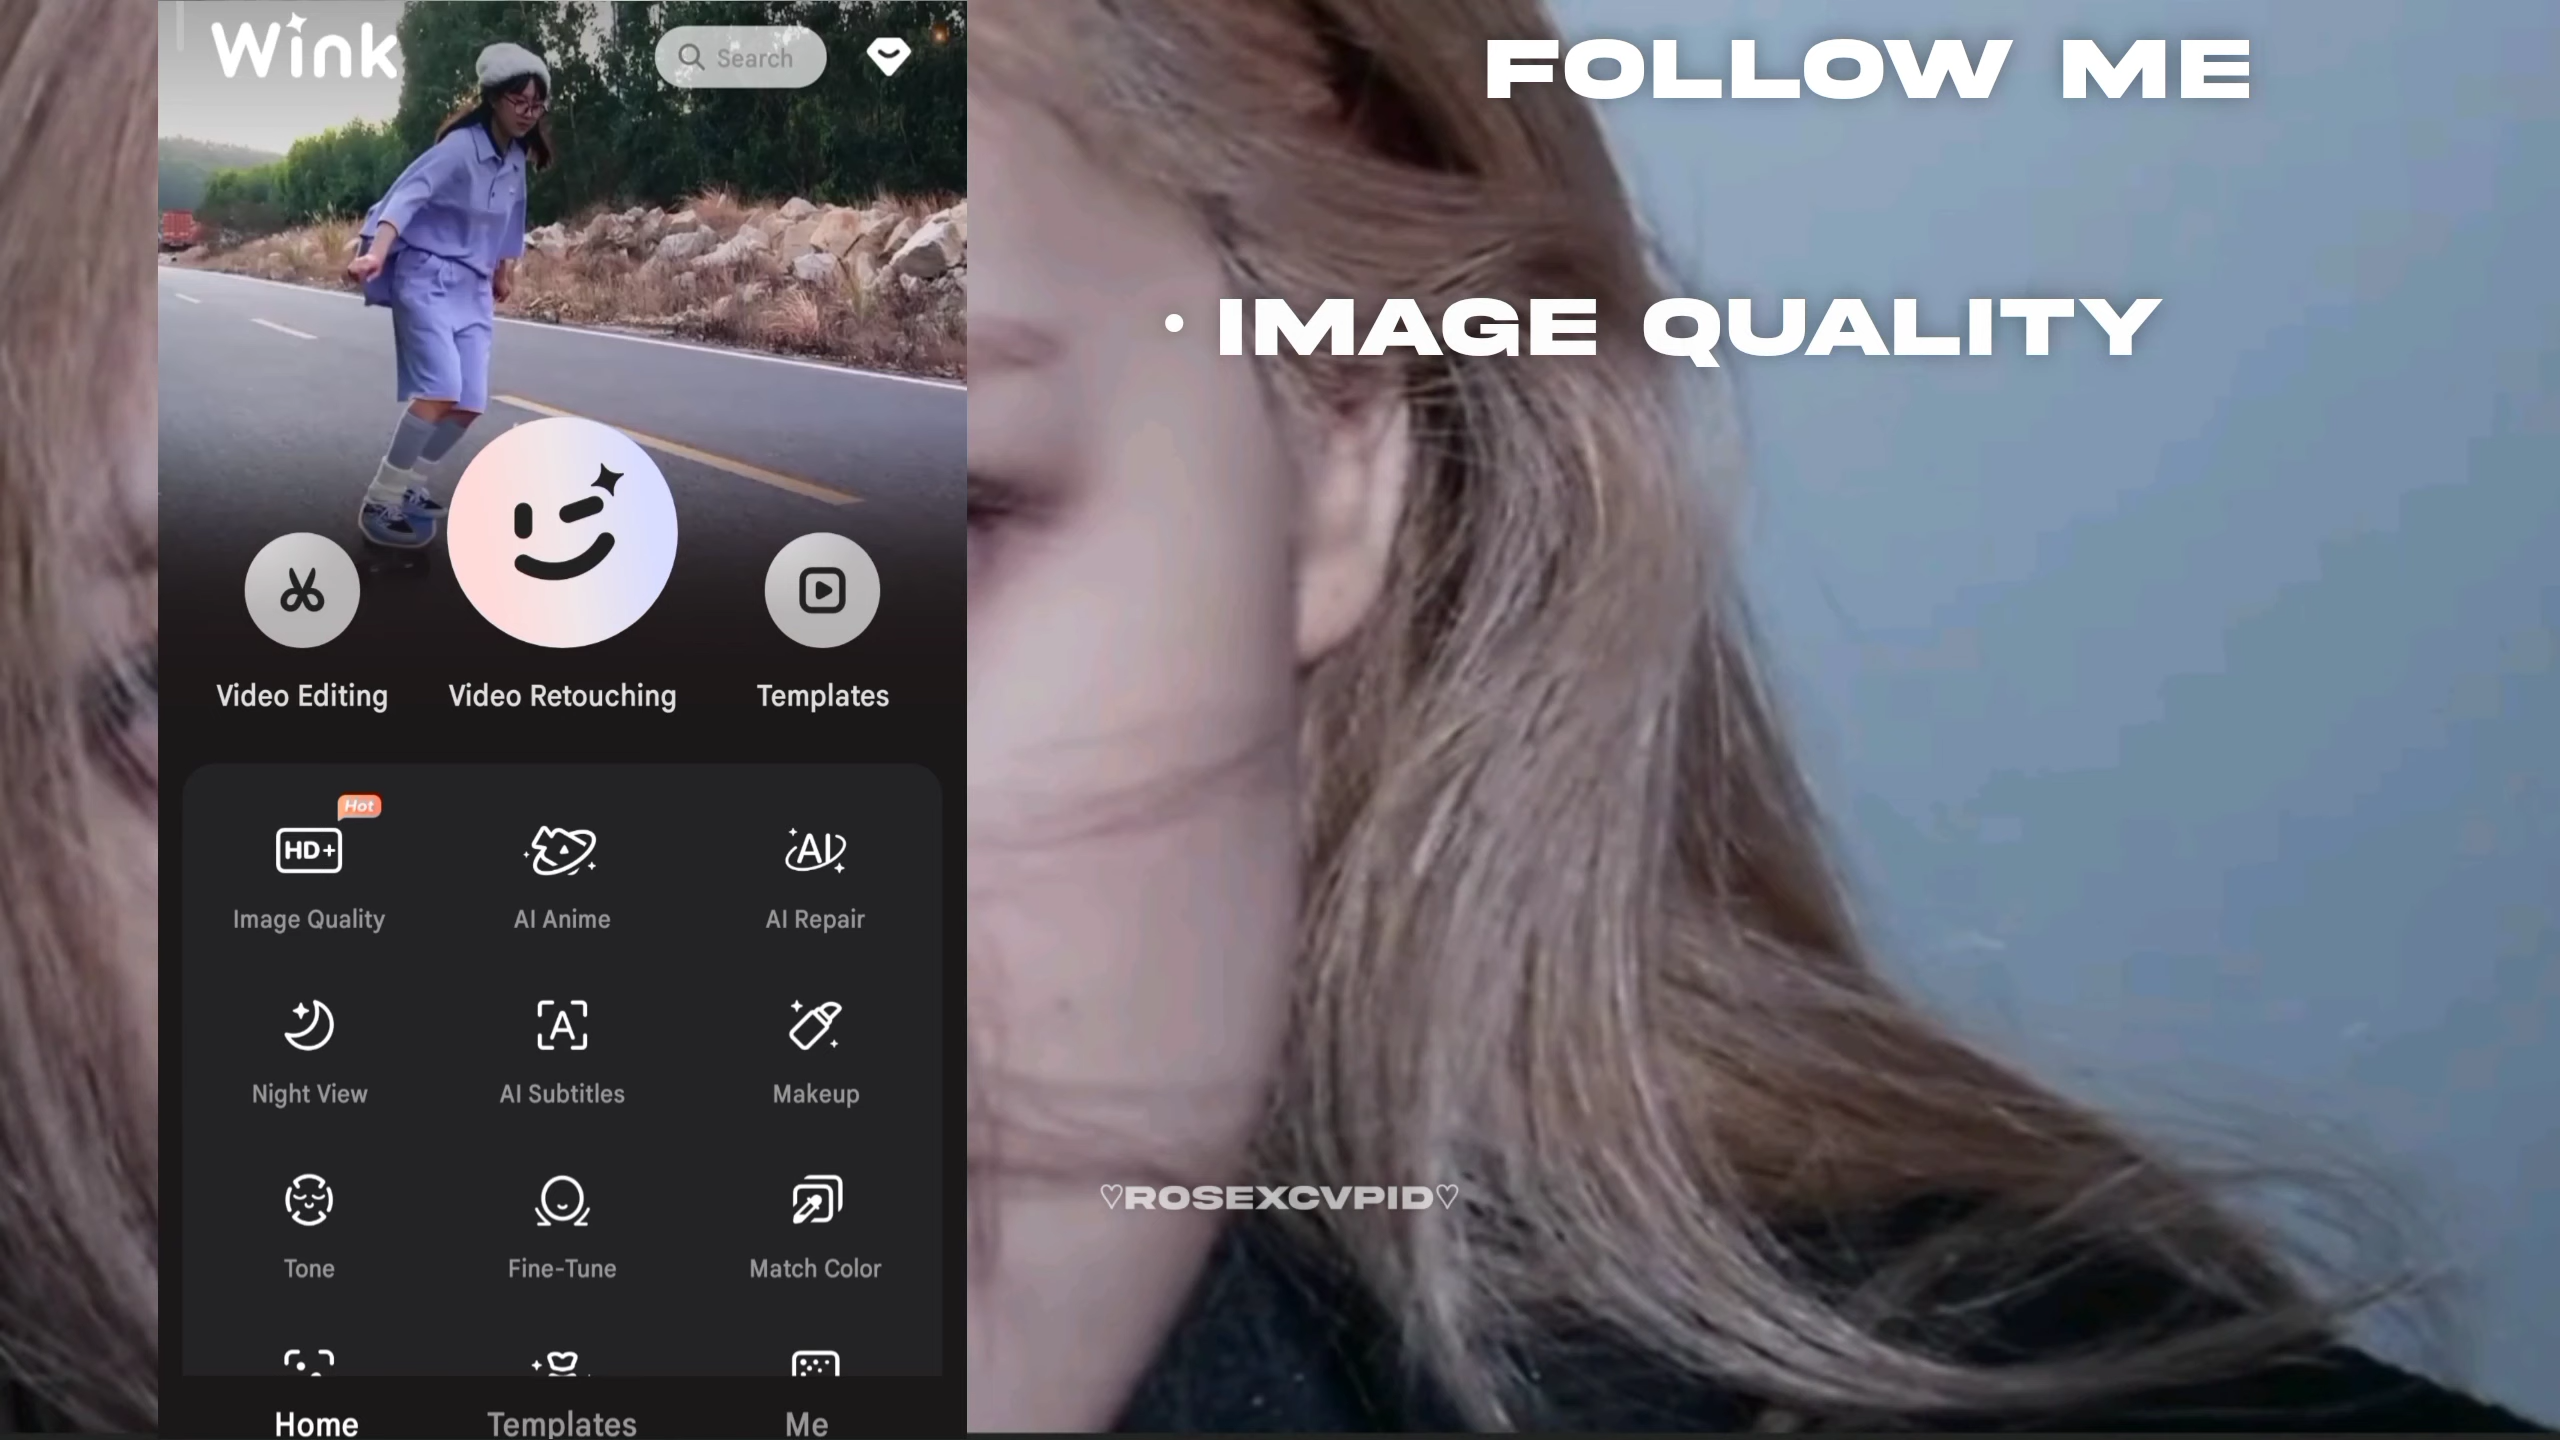 Wink
Search
Video Editing
Video Retouching
Templates
Hot
HD+
AI
Image Quality
AI Anime
AI Repair
A
Night View
AI Subtitles
Makeup
Tone
Fine-Tune
Match Color
Home
Templates
Me
FOLLOW ME
• IMAGE QUALITY
♡ROSEXCVPID♡